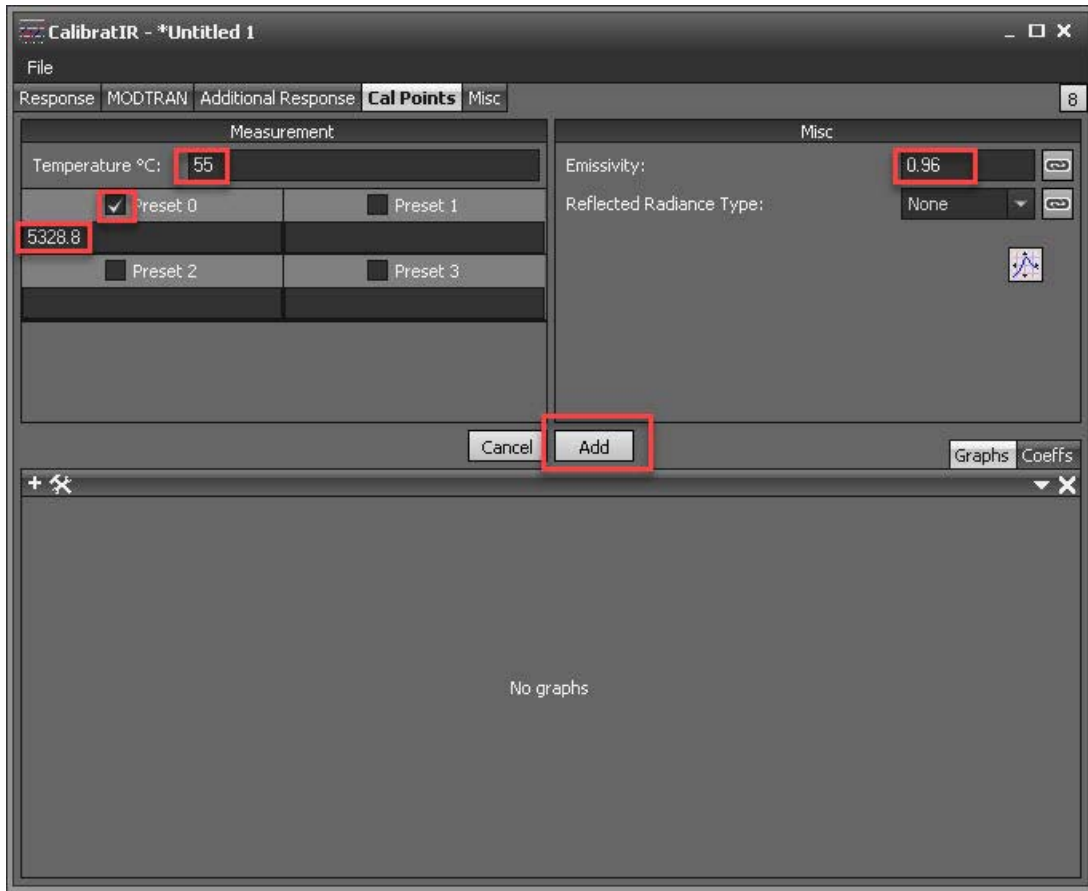 CalibratIR - *Untitled 1
File
Response MODTRAN Additional Response Cal Points Misc 8
Measurement
Temperature °C: 55
Preset 0 Preset 1
5328.8
Preset 2 Preset 3
Misc
Emissivity: 0.96
Reflected Radiance Type: None
Cancel Add
Graphs Coeffs
No graphs